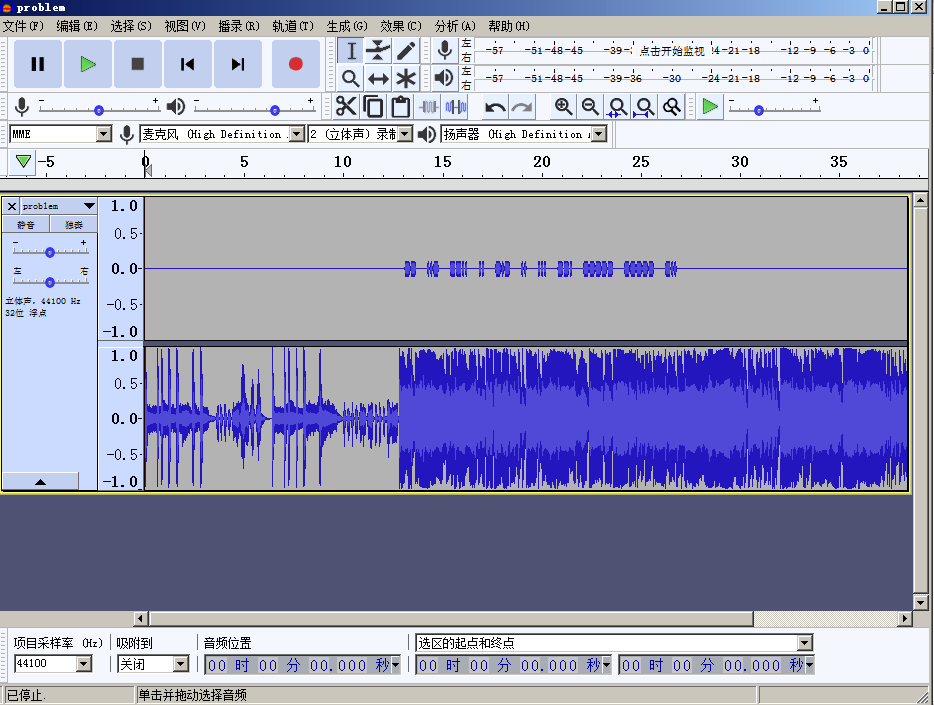 problem
文件(F) 编辑(E) 选择(S) 视图(V) 播录(R) 轨道(T) 生成(G) 效果(C) 分析(A) 帮助(H)
左 右 -57 -51-48-45 -39- 点击开始监视 -21-18 -12 -9 -6 -3 0
左 右 -57 -51-48-45 -39-36 -30 -24-21-18 -12 -9 -6 -3 0
- + - +
- +
MME 麦克风 (High Definition 2 (立体声) 录制 扬声器 (High Definition
-5 0 5 10 15 20 25 30 35
problem
静音 独奏
- +
左 右
立体声, 44100 Hz
32位 浮点
1.0
0.5-
0.0-
-0.5-
-1.0
1.0
0.5-
0.0-
-0.5-
-1.0
项目采样率 (Hz) 吸附到 音频位置 选区的起点和终点
44100 关闭 00 时 00 分 00.000 秒 00 时 00 分 00.000 秒 00 时 00 分 00.000 秒
已停止. 单击并拖动选择音频